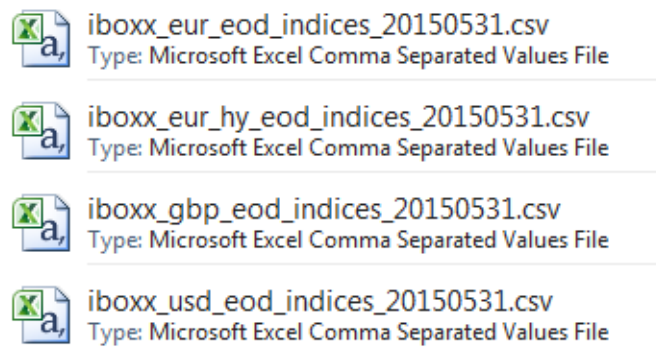 iboxx_eur_eod_indices_20150531.csv
Type: Microsoft Excel Comma Separated Values File
iboxx_eur_hy_eod_indices_20150531.csv
Type: Microsoft Excel Comma Separated Values File
iboxx_gbp_eod_indices_20150531.csv
Type: Microsoft Excel Comma Separated Values File
iboxx_usd_eod_indices_20150531.csv
Type: Microsoft Excel Comma Separated Values File